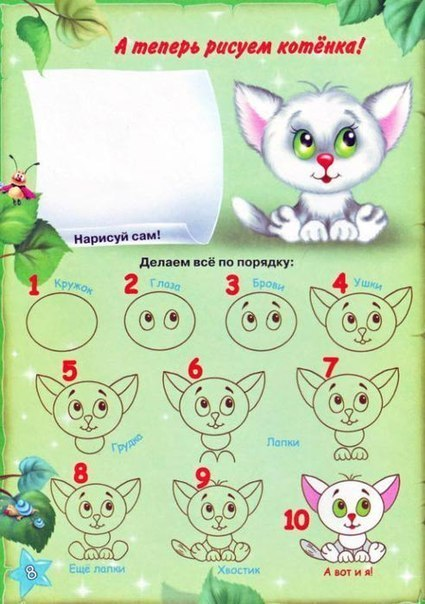 А теперь рисуем котёнка!
Нарисуй сам!
Делаем всё по порядку:
1 Кружок
2 Глаза
3 Брови
4 Ушки
5
Грудка
6
7
Лапки
8
Ещё лапки
9
Хвостик
10
А вот и я!
8